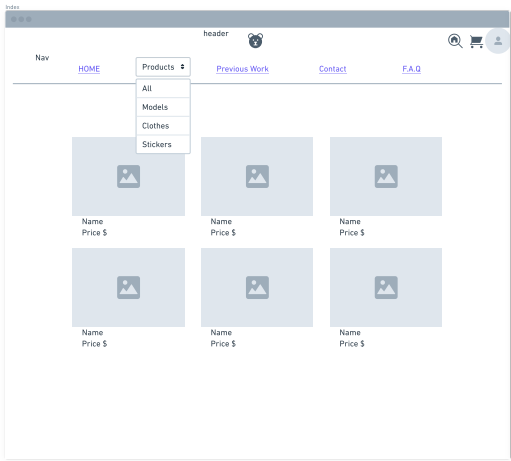 Index
header
Nav
HOME
Products
Previous Work
Contact
F.A.Q
All
Models
Clothes
Stickers
Name
Price $
Name
Price $
Name
Price $
Name
Price $
Name
Price $
Name
Price $